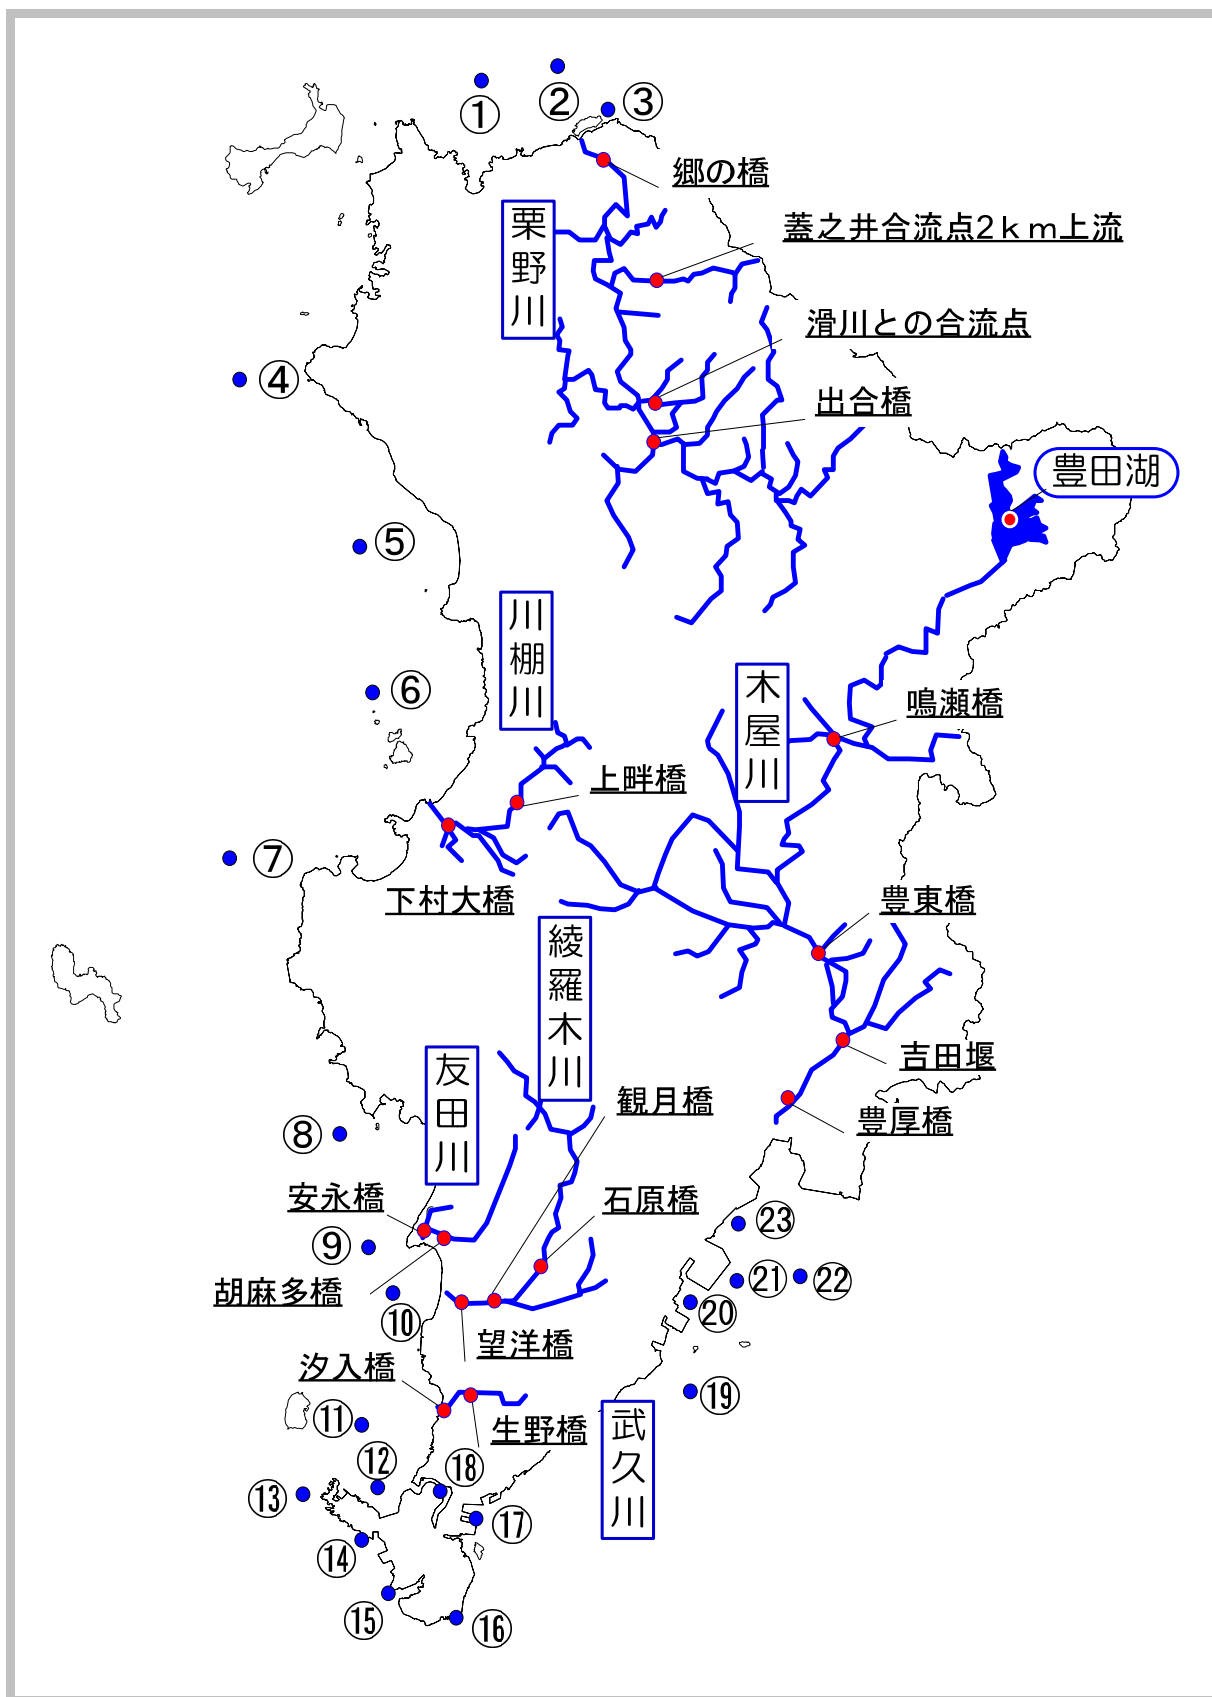 ①
②
③
郷の橋
栗野川
蓋之井合流点2ｋｍ上流
滑川との合流点
④
出合橋
豊田湖
⑤
川棚川
⑥
木屋川
鳴瀬橋
上畔橋
⑦
下村大橋
豊東橋
綾羅木川
吉田堰
友田川
観月橋
豊厚橋
⑧
安永橋
石原橋
⑨
㉓
胡麻多橋
㉑
㉒
⑩
⑳
望洋橋
汐入橋
⑲
⑪
生野橋
武久川
⑫
⑱
⑬
⑰
⑭
⑮
⑯